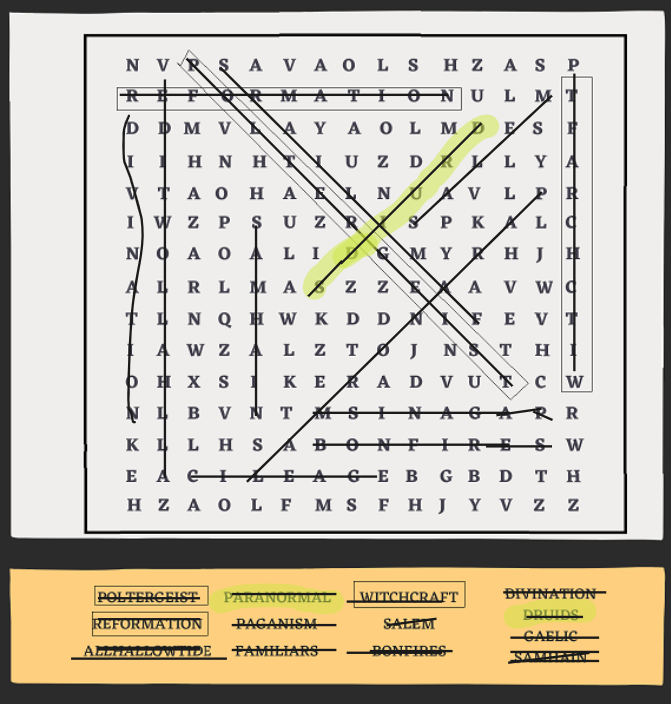 N V P S A V A O L S H Z A S P
R E F O R M A T I O N U L M T
D D M V L A Y A O L M D E S F
I I H N H T I U Z D R L L Y A
V T A O H A E L N U A V L P R
I W Z P S U Z R I S P K A L C
N O A O A L I D G M Y R H J H
A L R L M A S Z Z E A A V W C
T L N Q H W K D D N I F E V T
I A W Z A L Z T O J N S T H I
O H X S I K E R A D V U T C W
N L B V N T M S I N A G A P R
K L L H S A B O N F I R E S W
E A C I L E A G E B G B D T H
H Z A O L F M S F H J Y V Z Z
POLTERGEIST PARANORMAL WITCHCRAFT DIVINATION
DRUIDS
REFORMATION PAGANISM SALEM
GAELIC
ALLHALLOWTIDE FAMILIARS BONFIRES SAMHAIN